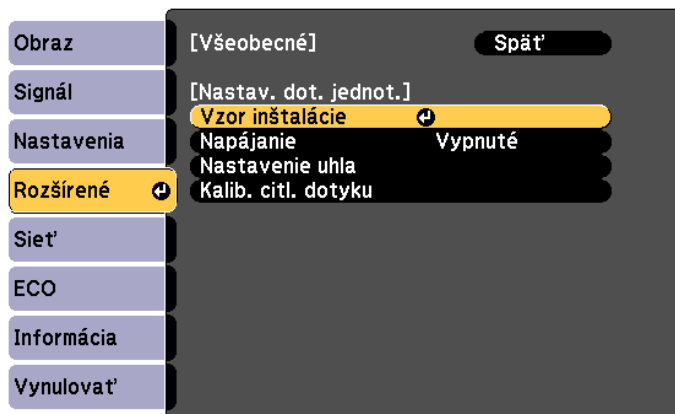 Obraz
Signál
Nastavenia
Rozšírené
Sieť
ECO
Informácia
Vynulovať
[Všeobecné] Späť
[Nastav. dot. jednot.]
Vzor inštalácie
Napájanie Vypnuté
Nastavenie uhla
Kalib. citl. dotyku